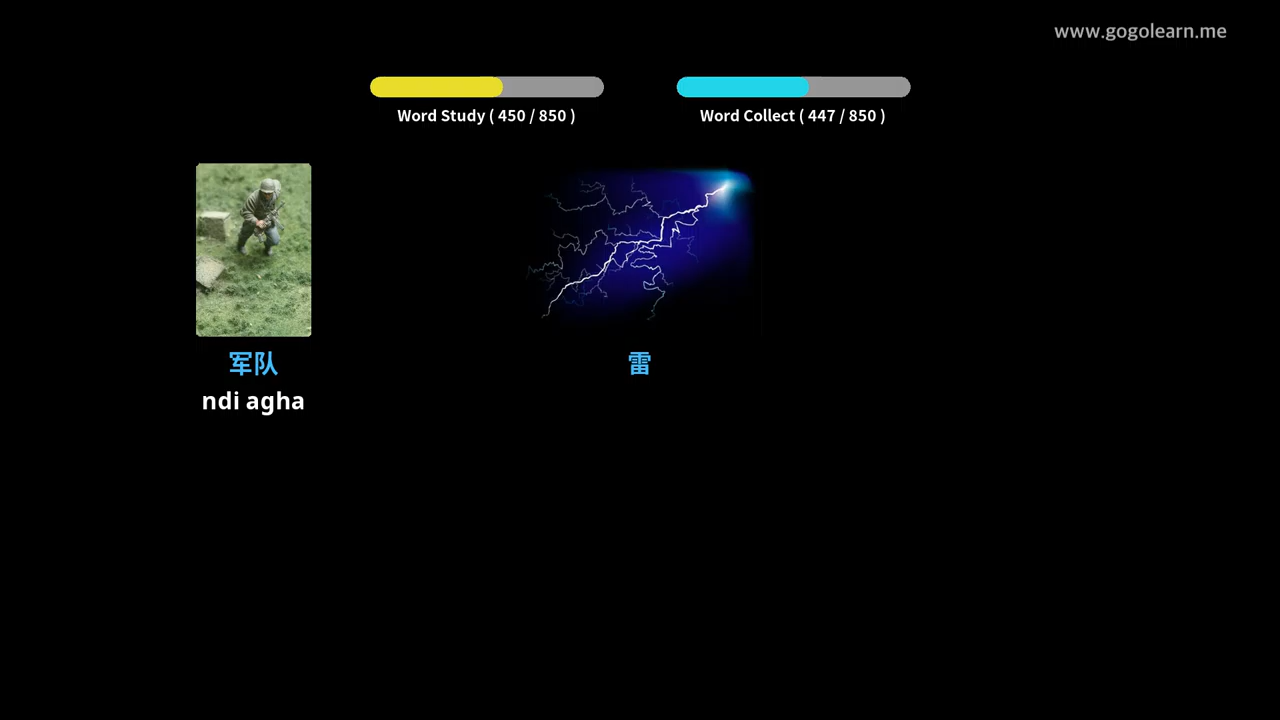 www.gogolearn.me
Word Study ( 450 / 850 )
Word Collect ( 447 / 850 )
军队
ndi agha
雷